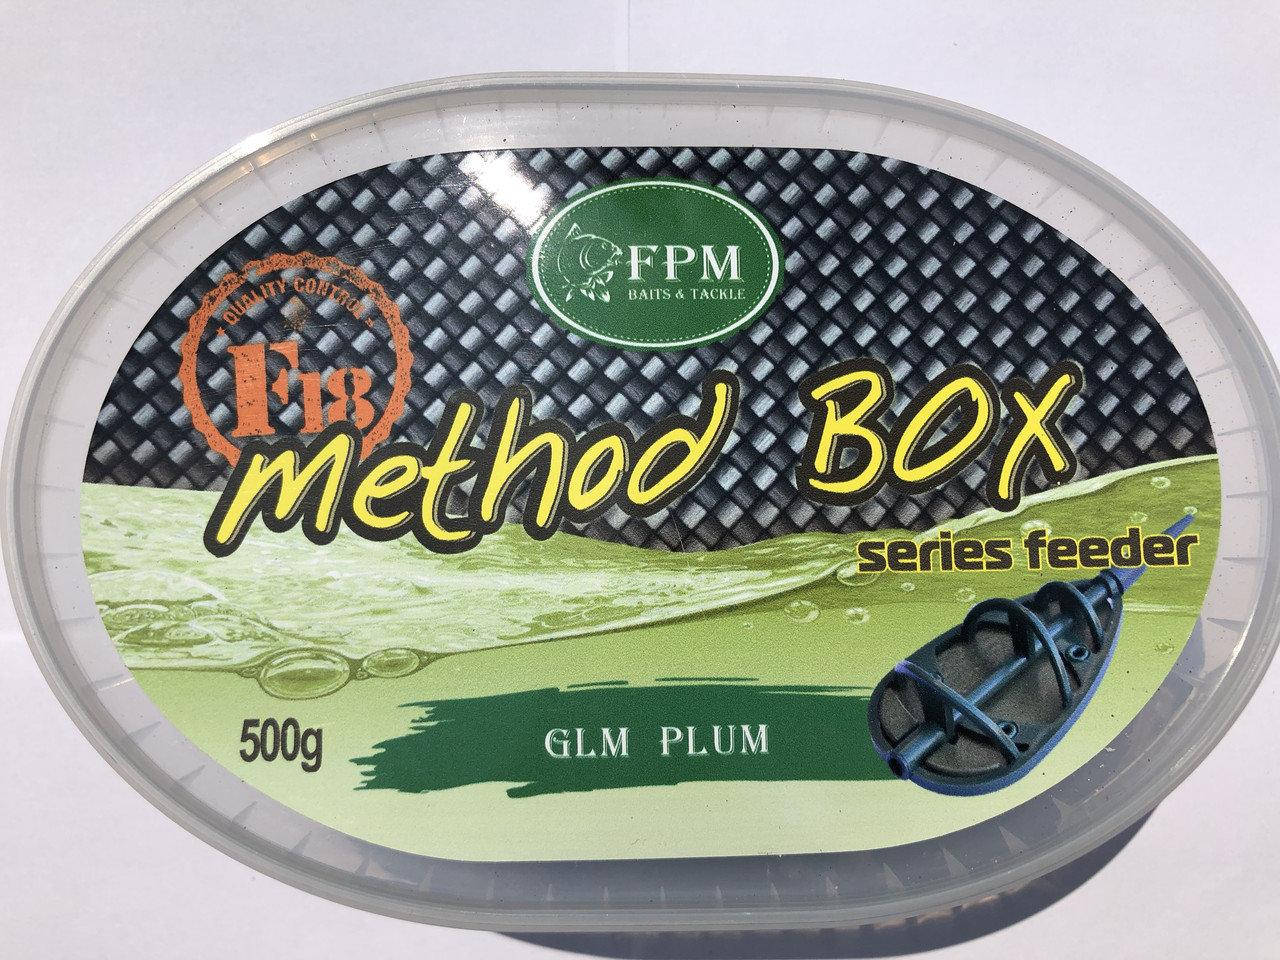 FPM
BAITS & TACKLE
QUALITY CONTROL
F18
Method BOX
series feeder
500g
GLM PLUM